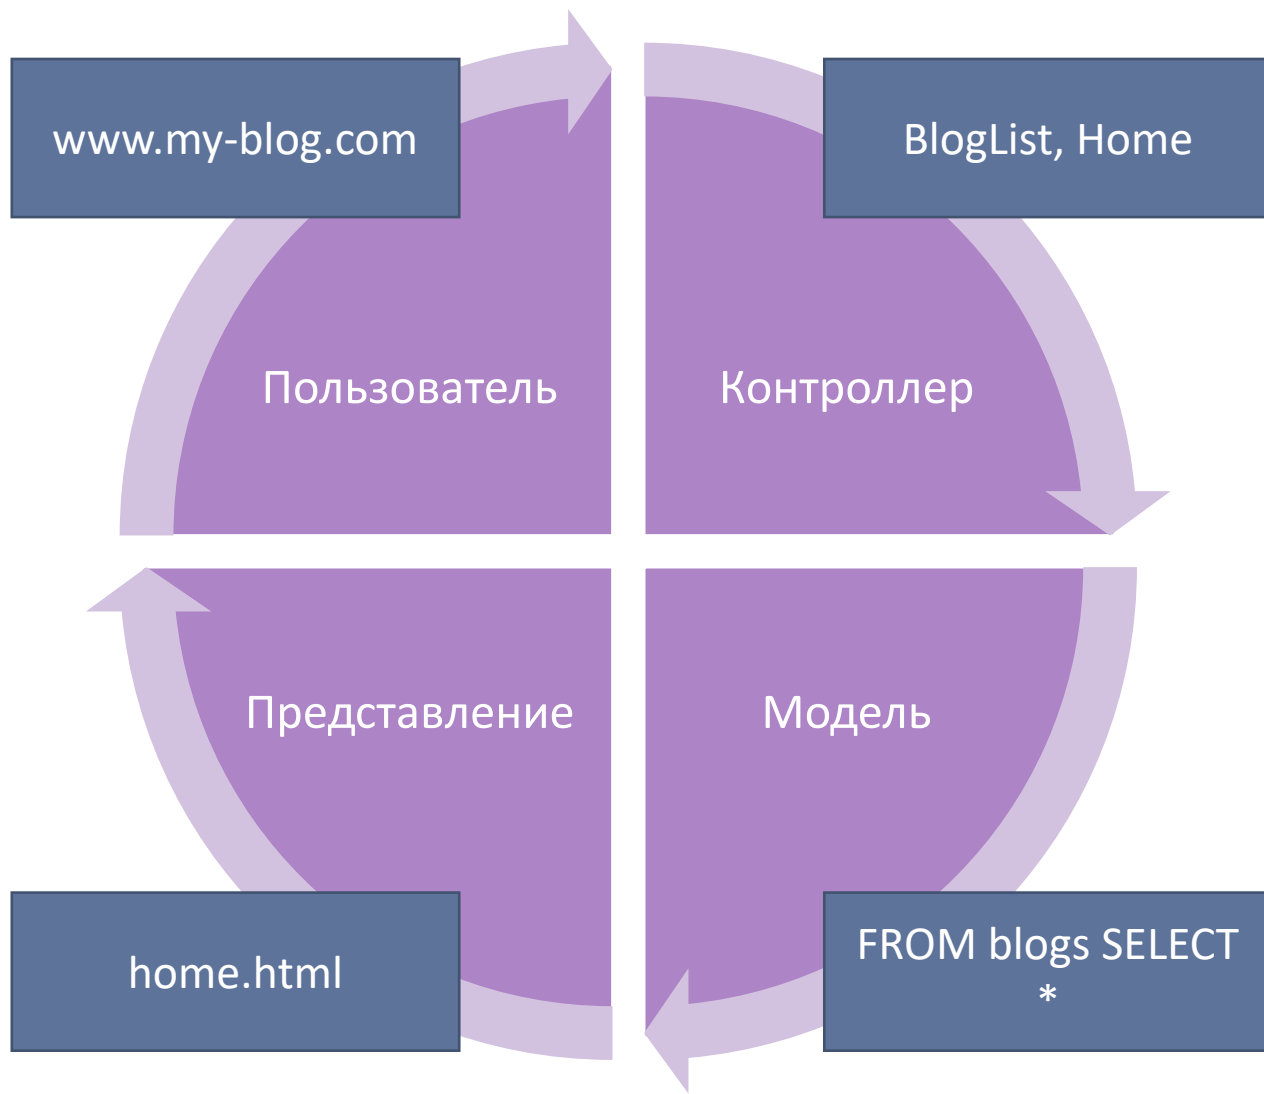 www.my-blog.com
BlogList, Home
Пользователь
Контроллер
Представление
Модель
home.html
FROM blogs SELECT
*